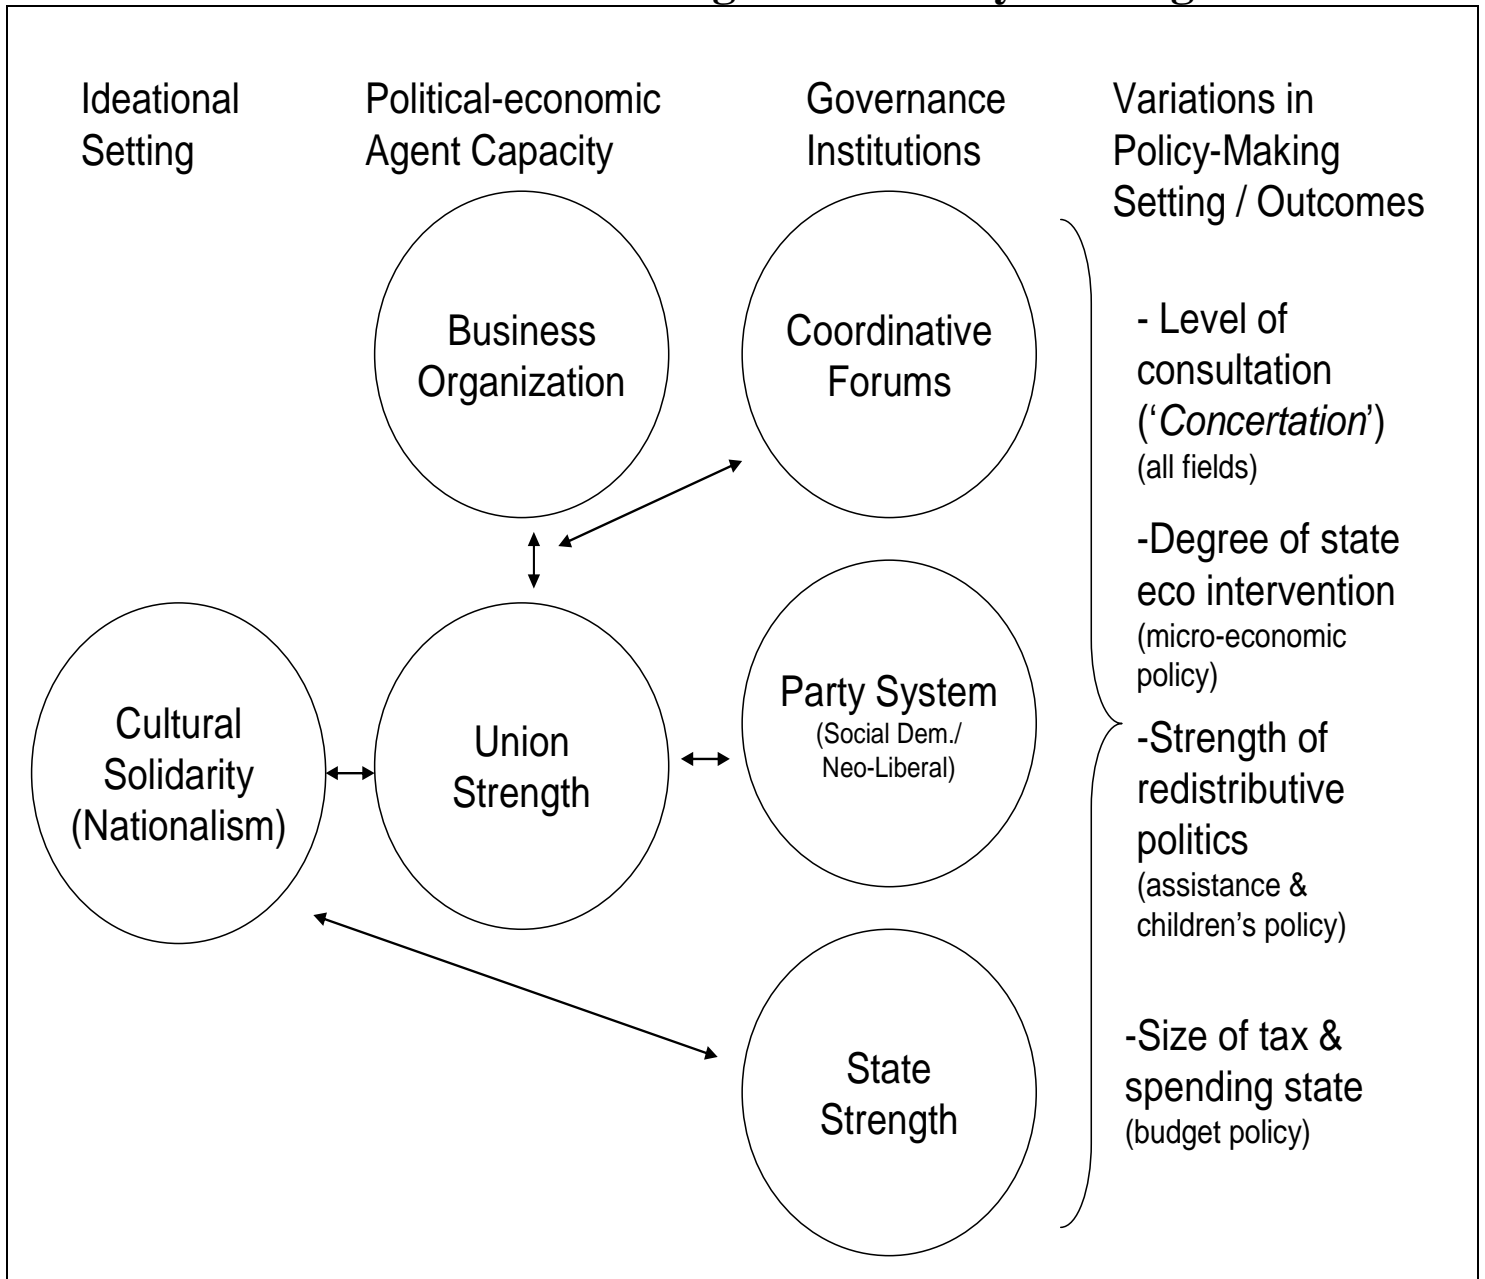 Ideational
Setting
Political-economic
Agent Capacity
Governance
Institutions
Variations in
Policy-Making
Setting / Outcomes
Business
Organization
Coordinative
Forums
Cultural
Solidarity
(Nationalism)
Union
Strength
Party System
(Social Dem./
Neo-Liberal)
State
Strength
- Level of
consultation
(‘Concertation’)
(all fields)
-Degree of state
eco intervention
(micro-economic
policy)
-Strength of
redistributive
politics
(assistance &
children’s policy)
-Size of tax &
spending state
(budget policy)